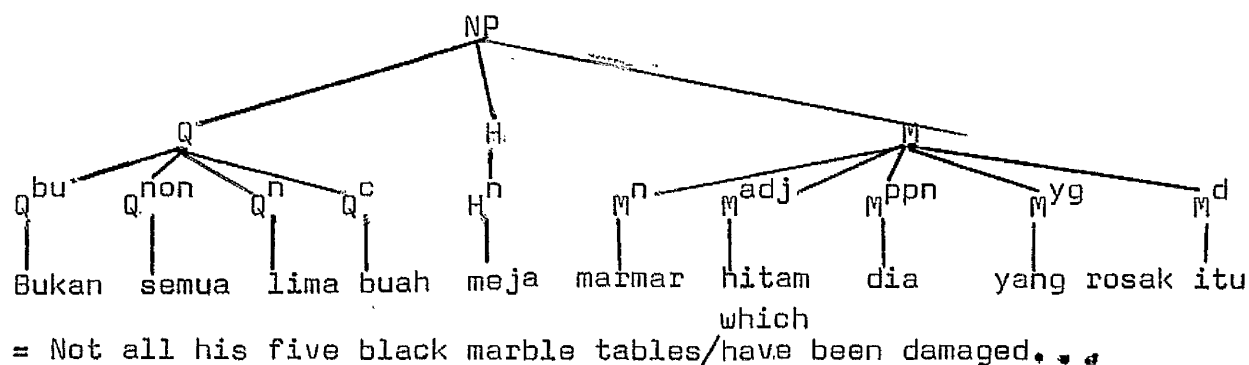 NP
Q H M
Q^bu Q^non Q^n Q^c H^n M^n M^adj M^ppn M^yg M^d
Bukan semua lima buah meja marmar hitam dia yang rosak itu
which
= Not all his five black marble tables/have been damaged...